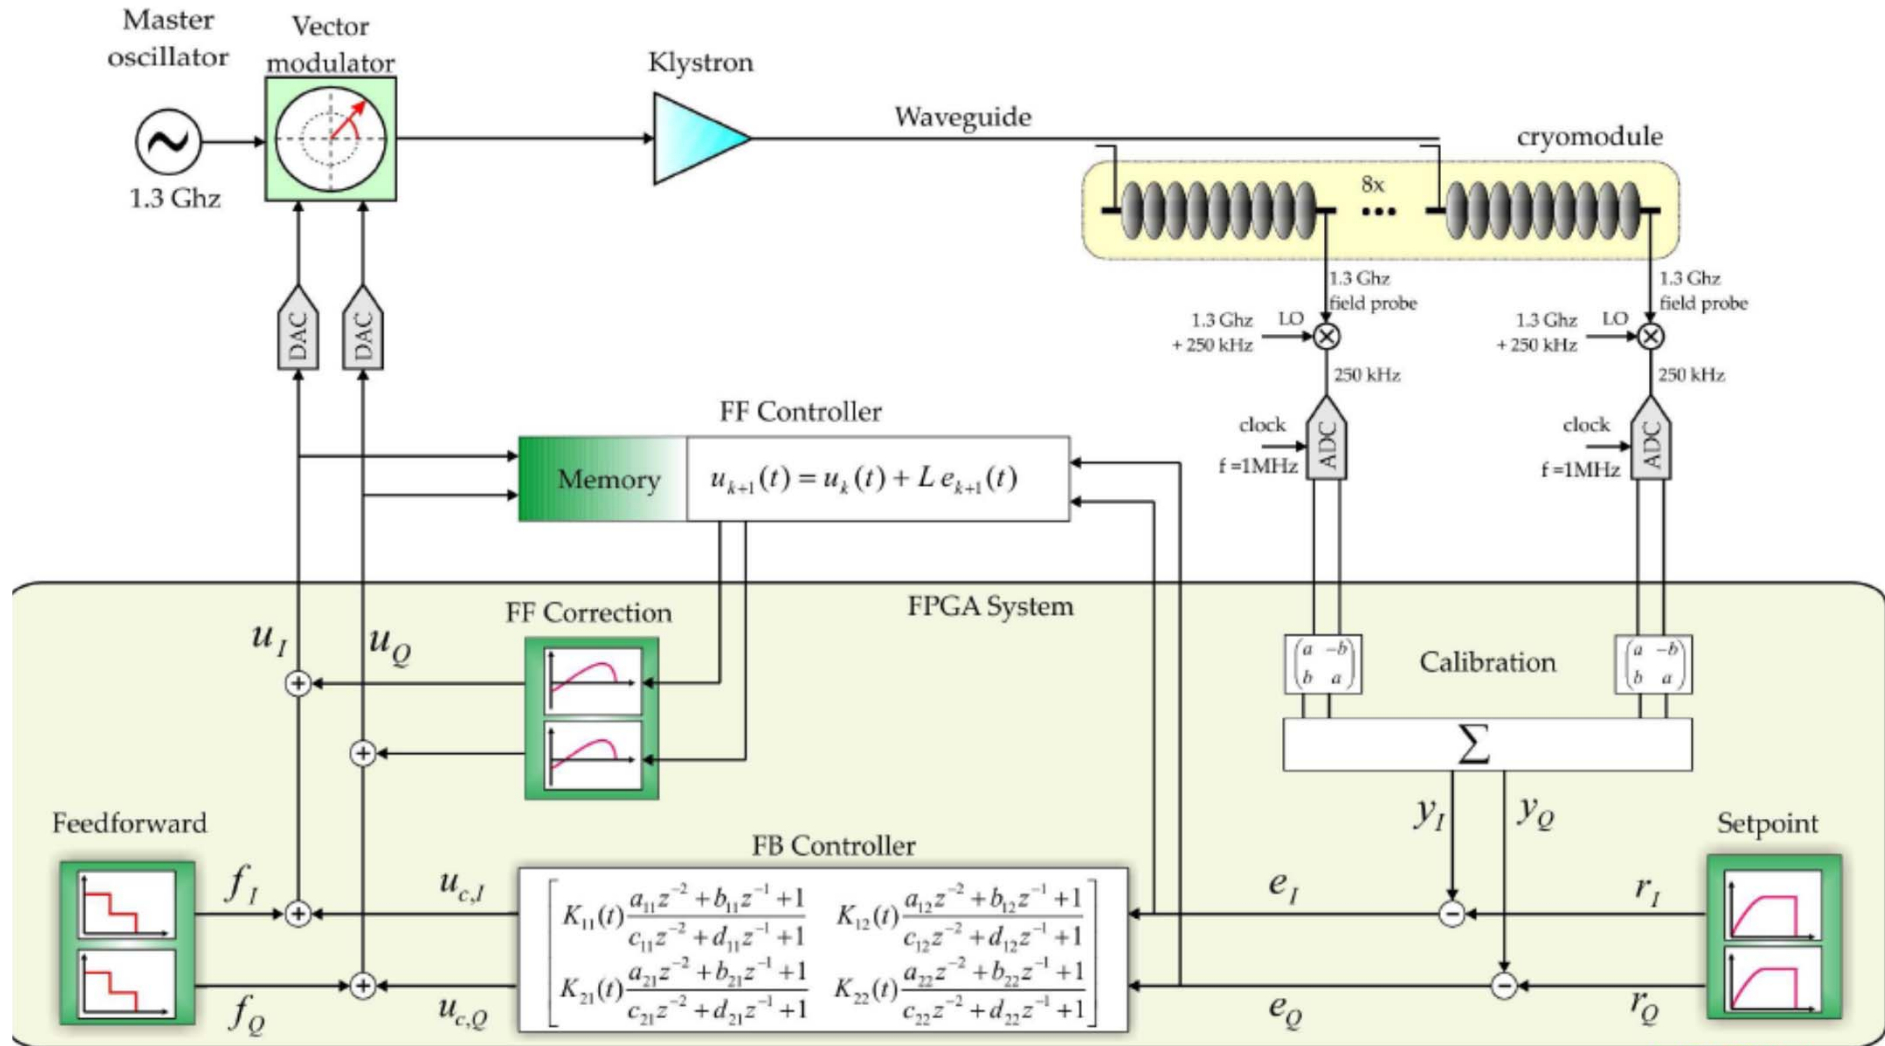 Master
oscillator
Vector
modulator
1.3 Ghz
Klystron
Waveguide
cryomodule
8x
1.3 Ghz
field probe
1.3 Ghz
field probe
1.3 Ghz
+ 250 kHz
LO
1.3 Ghz
+ 250 kHz
LO
250 kHz
250 kHz
DAC
DAC
clock
f =1MHz
ADC
clock
f =1MHz
ADC
FF Controller
Memory
u_{k+1}(t) = u_k(t) + L e_{k+1}(t)
FPGA System
FF Correction
u_I
u_Q
(a -b
b a)
Calibration
(a -b
b a)
Σ
y_I
y_Q
Feedforward
f_I
f_Q
FB Controller
u_{c,I}
u_{c,Q}
K_{11}(t) (a_{11}z^{-2} + b_{11}z^{-1} + 1)/(c_{11}z^{-2} + d_{11}z^{-1} + 1) K_{12}(t) (a_{12}z^{-2} + b_{12}z^{-1} + 1)/(c_{12}z^{-2} + d_{12}z^{-1} + 1)
K_{21}(t) (a_{21}z^{-2} + b_{21}z^{-1} + 1)/(c_{21}z^{-2} + d_{21}z^{-1} + 1) K_{22}(t) (a_{22}z^{-2} + b_{22}z^{-1} + 1)/(c_{22}z^{-2} + d_{22}z^{-1} + 1)
e_I
e_Q
Setpoint
r_I
r_Q